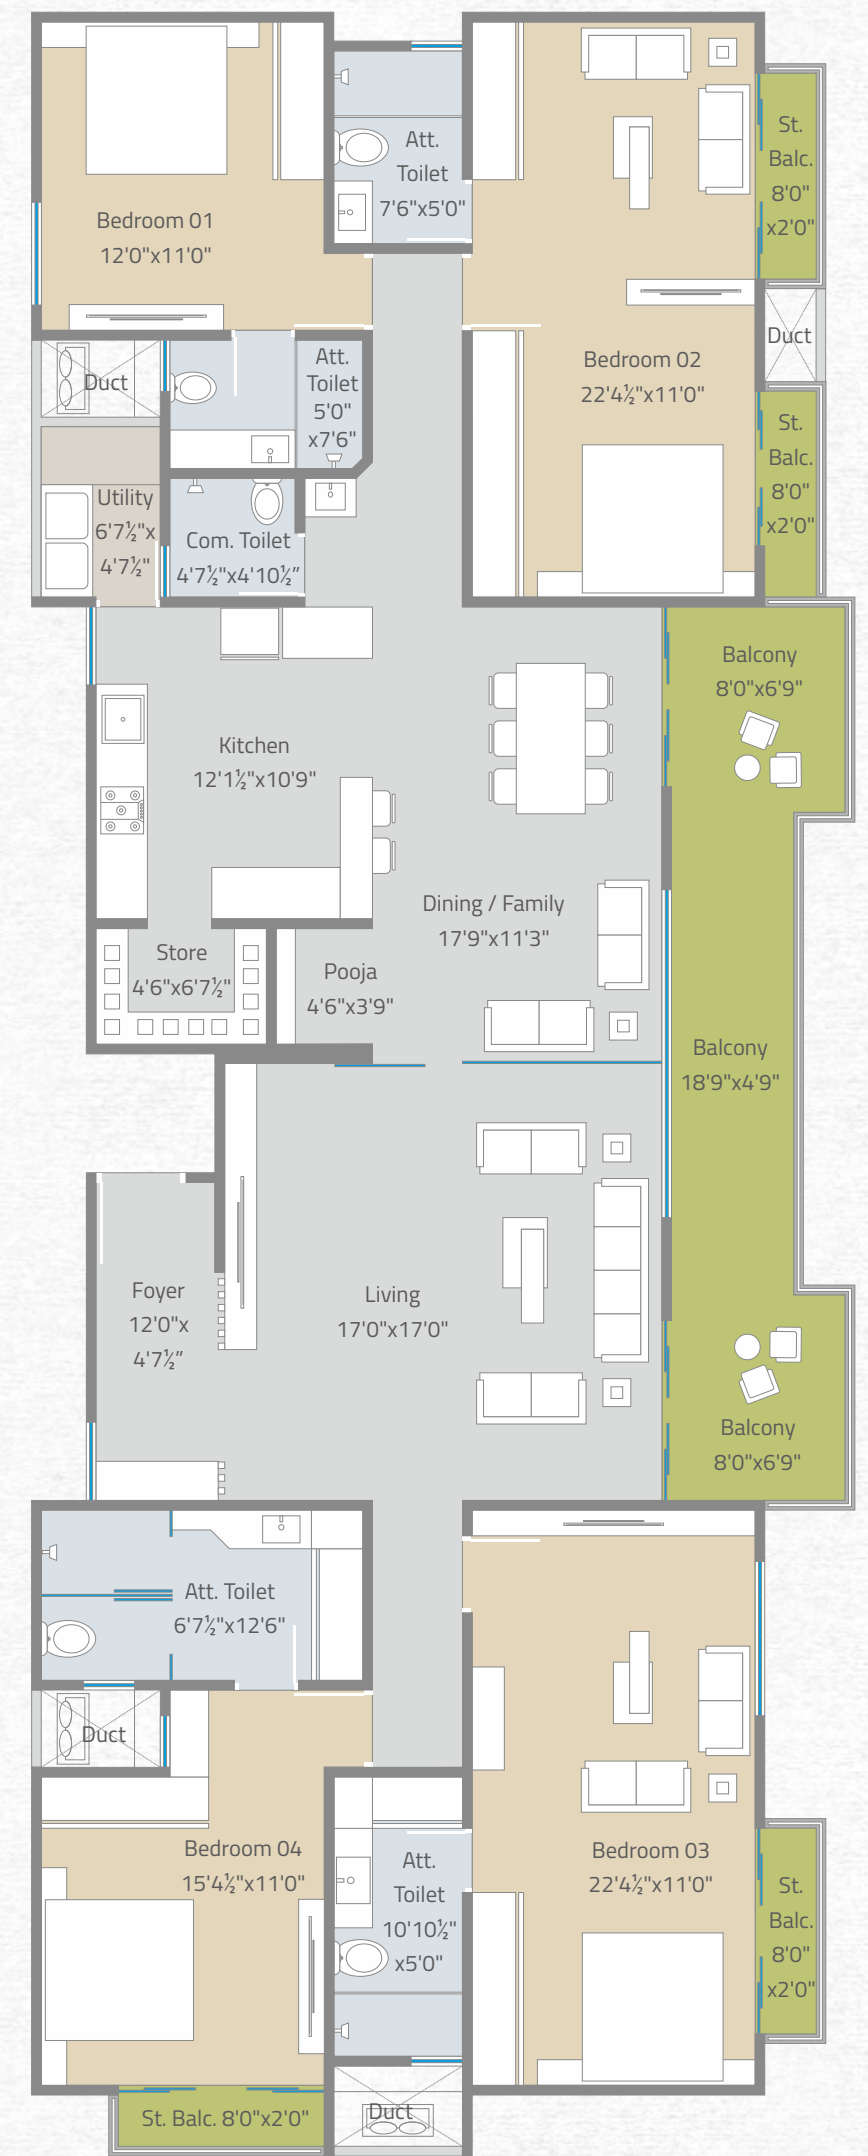 Bedroom 01
12'0"x11'0"
Att.
Toilet
7'6"x5'0"
St.
Balc.
8'0"
x2'0"
Duct
Bedroom 02
22'4½"x11'0"
Duct
Att.
Toilet
5'0"
x7'6"
St.
Balc.
8'0"
x2'0"
Utility
6'7½"x
4'7½"
Com. Toilet
4'7½"x4'10½”
Balcony
8'0"x6'9"
Kitchen
12'1½"x10'9"
Dining / Family
17'9"x11'3"
Store
4'6"x6'7½"
Pooja
4'6"x3'9"
Balcony
18'9"x4'9"
Foyer
12'0"x
4'7½”
Living
17'0"x17'0"
Balcony
8'0"x6'9"
Att. Toilet
6'7½"x12'6"
Duct
Bedroom 04
15'4½"x11'0"
Att.
Toilet
10'10½"
x5'0"
Bedroom 03
22'4½"x11'0"
St.
Balc.
8'0"
x2'0"
St. Balc. 8'0"x2'0"
Duct